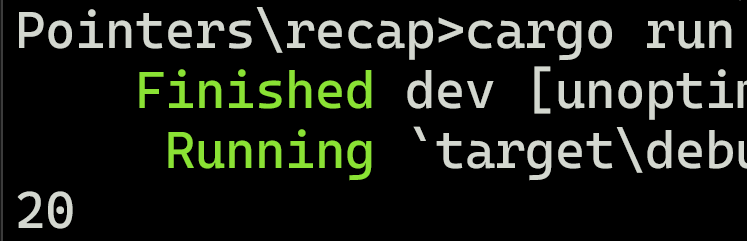 Pointers\recap>cargo run
Finished dev [unoptim
Running `target\debu
20